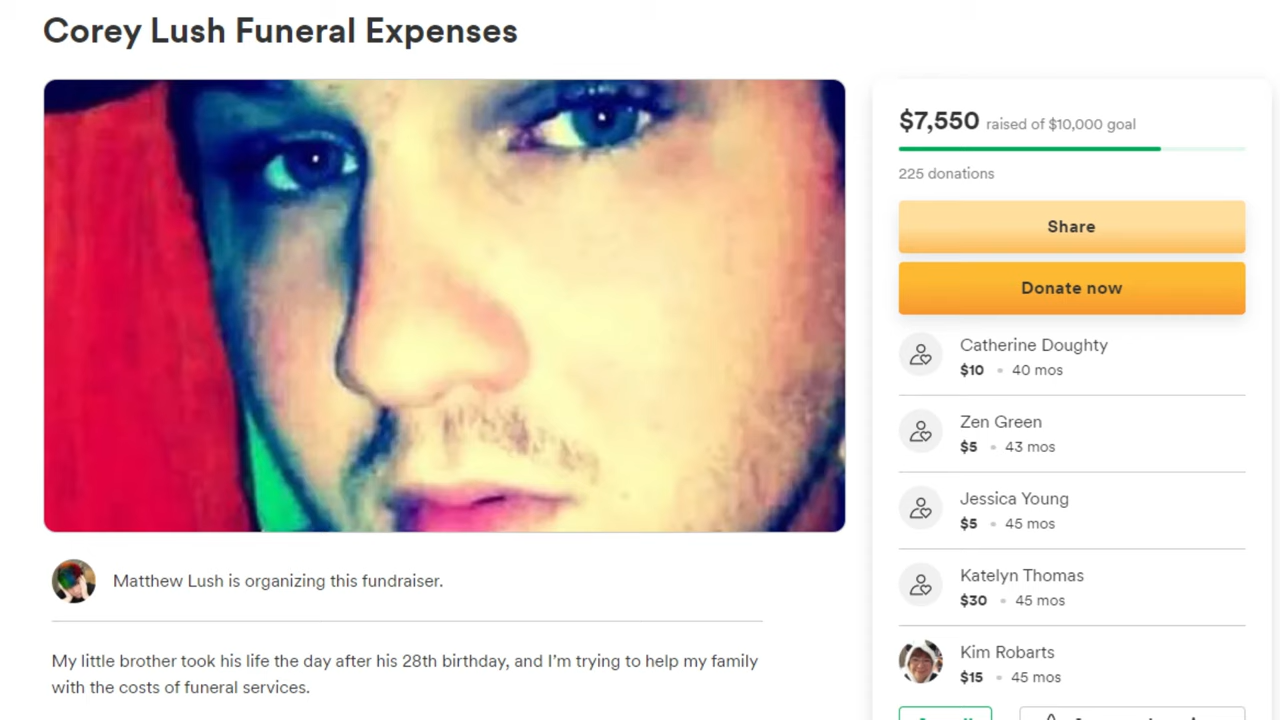 Corey Lush Funeral Expenses
$7,550 raised of $10,000 goal
225 donations
Share
Donate now
Catherine Doughty
$10 • 40 mos
Zen Green
$5 • 43 mos
Jessica Young
$5 • 45 mos
Katelyn Thomas
$30 • 45 mos
Kim Robarts
$15 • 45 mos
Matthew Lush is organizing this fundraiser.
My little brother took his life the day after his 28th birthday, and I'm trying to help my family
with the costs of funeral services.